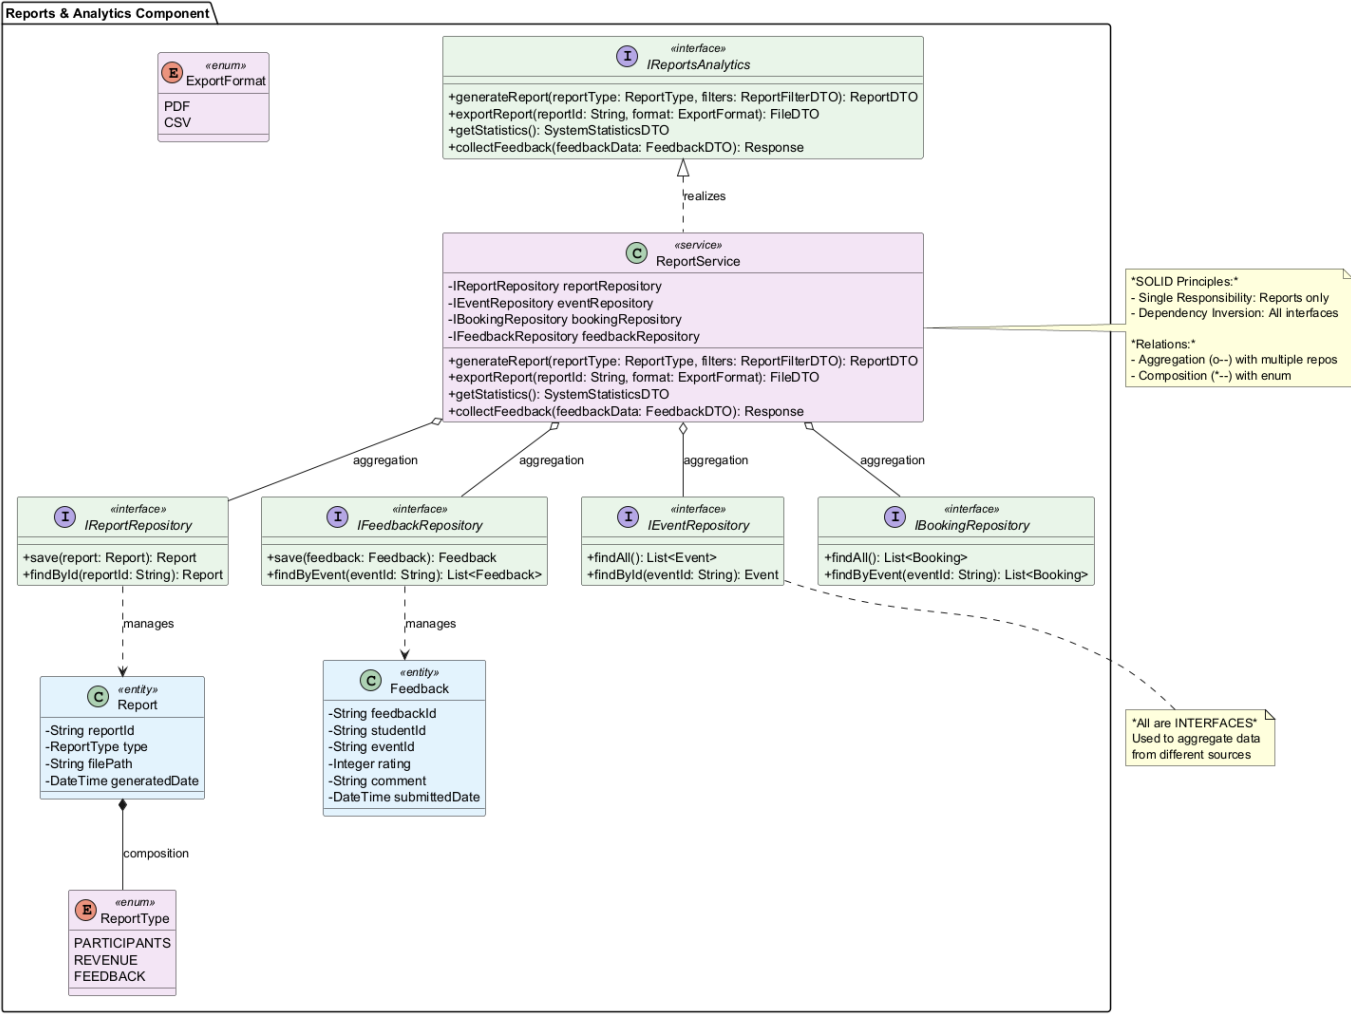 Reports & Analytics Component
E
«enum»
ExportFormat
PDF
CSV
I
«interface»
IReportsAnalytics
+generateReport(reportType: ReportType, filters: ReportFilterDTO): ReportDTO
+exportReport(reportId: String, format: ExportFormat): FileDTO
+getStatistics(): SystemStatisticsDTO
+collectFeedback(feedbackData: FeedbackDTO): Response
realizes
C
«service»
ReportService
-IReportRepository reportRepository
-IEventRepository eventRepository
-IBookingRepository bookingRepository
-IFeedbackRepository feedbackRepository
+generateReport(reportType: ReportType, filters: ReportFilterDTO): ReportDTO
+exportReport(reportId: String, format: ExportFormat): FileDTO
+getStatistics(): SystemStatisticsDTO
+collectFeedback(feedbackData: FeedbackDTO): Response
*SOLID Principles:*
- Single Responsibility: Reports only
- Dependency Inversion: All interfaces
*Relations:*
- Aggregation (o--) with multiple repos
- Composition (*--) with enum
aggregation
aggregation
aggregation
aggregation
I
«interface»
IReportRepository
+save(report: Report): Report
+findById(reportId: String): Report
I
«interface»
IFeedbackRepository
+save(feedback: Feedback): Feedback
+findByEvent(eventId: String): List<Feedback>
I
«interface»
IEventRepository
+findAll(): List<Event>
+findById(eventId: String): Event
I
«interface»
IBookingRepository
+findAll(): List<Booking>
+findByEvent(eventId: String): List<Booking>
manages
manages
C
«entity»
Report
-String reportId
-ReportType type
-String filePath
-DateTime generatedDate
C
«entity»
Feedback
-String feedbackId
-String studentId
-String eventId
-Integer rating
-String comment
-DateTime submittedDate
*All are INTERFACES*
Used to aggregate data
from different sources
composition
E
«enum»
ReportType
PARTICIPANTS
REVENUE
FEEDBACK